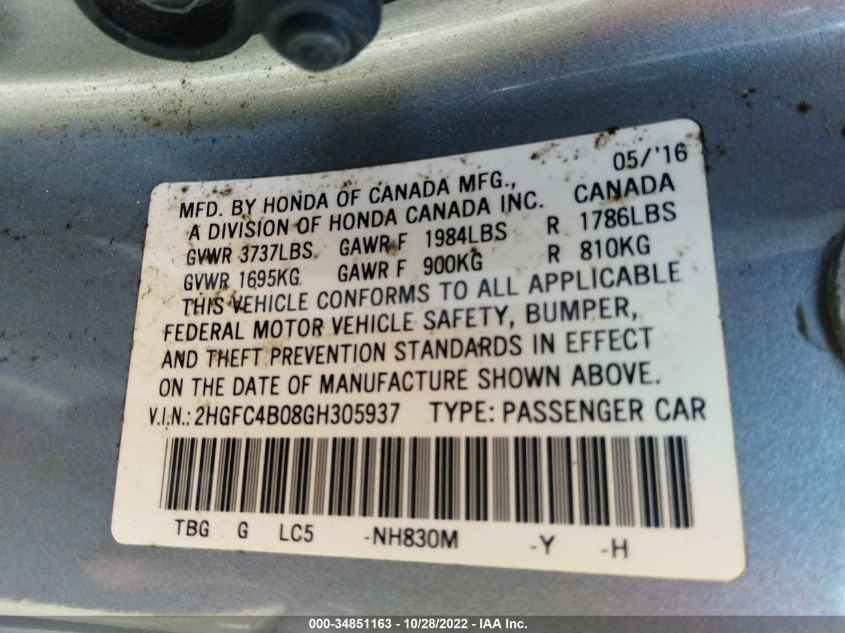 05/'16
MFD. BY HONDA OF CANADA MFG., CANADA
A DIVISION OF HONDA CANADA INC.
GVWR 3737LBS GAWR F 1984LBS R 1786LBS
GVWR 1695KG GAWR F 900KG R 810KG
THIS VEHICLE CONFORMS TO ALL APPLICABLE
FEDERAL MOTOR VEHICLE SAFETY, BUMPER,
AND THEFT PREVENTION STANDARDS IN EFFECT
ON THE DATE OF MANUFACTURE SHOWN ABOVE.
V.I.N.: 2HGFC4B08GH305937 TYPE: PASSENGER CAR
TBG G LC5 -NH830M -Y -H
000-34851163 - 10/28/2022 - IAA Inc.